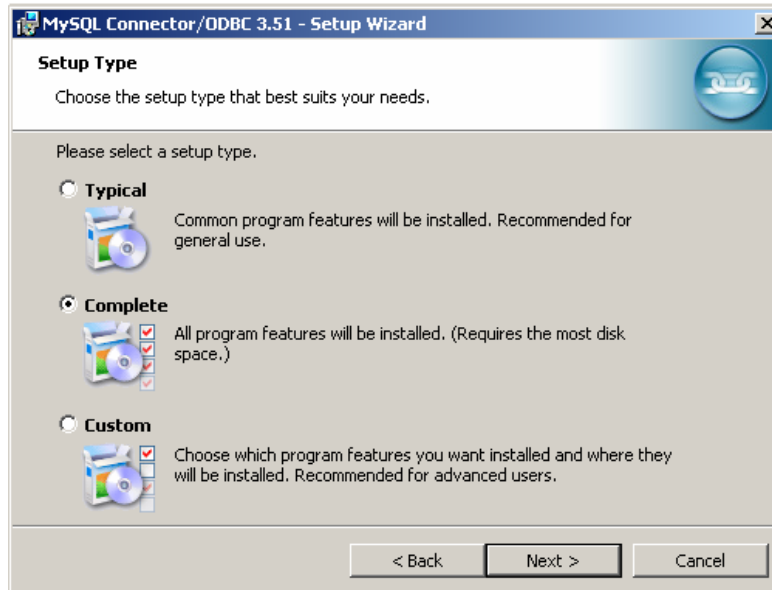 MySQL Connector/ODBC 3.51 - Setup Wizard
Setup Type
Choose the setup type that best suits your needs.
Please select a setup type.
Typical
Common program features will be installed. Recommended for
general use.
Complete
All program features will be installed. (Requires the most disk
space.)
Custom
Choose which program features you want installed and where they
will be installed. Recommended for advanced users.
< Back
Next >
Cancel